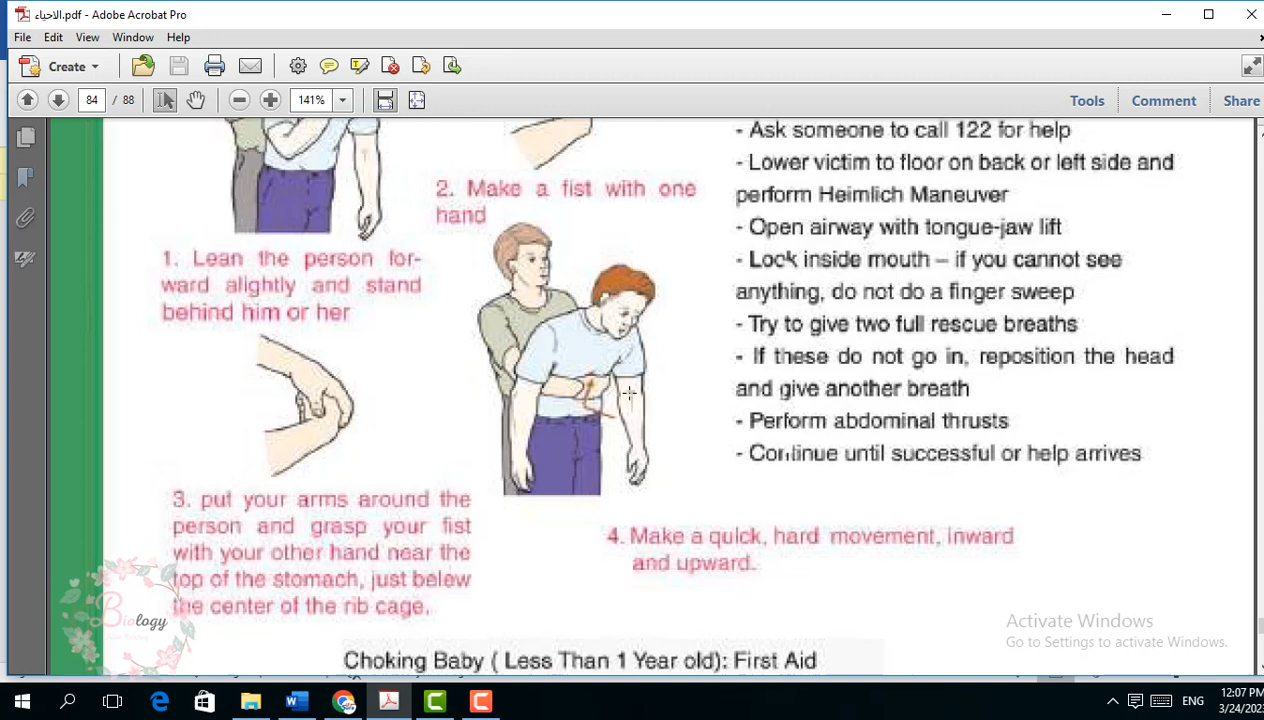 الاحياء.pdf - Adobe Acrobat Pro
File Edit View Window Help
Create
84 / 88 141% Tools Comment Share
- Ask someone to call 122 for help
- Lower victim to floor on back or left side and
perform Heimlich Maneuver
- Open airway with tongue-jaw lift
- Look inside mouth – if you cannot see
anything, do not do a finger sweep
- Try to give two full rescue breaths
- If these do not go in, reposition the head
and give another breath
- Perform abdominal thrusts
- Continue until successful or help arrives
2. Make a fist with one
hand
1. Lean the person for-
ward alightly and stand
behind him or her
3. put your arms around the
person and grasp your fist
with your other hand near the
top of the stomach, just belew
the center of the rib cage.
4. Make a quick, hard movement, inward
and upward.
Biology
Choking Baby ( Less Than 1 Year old): First Aid
Activate Windows
Go to Settings to activate Windows.
ENG
12:07 PM